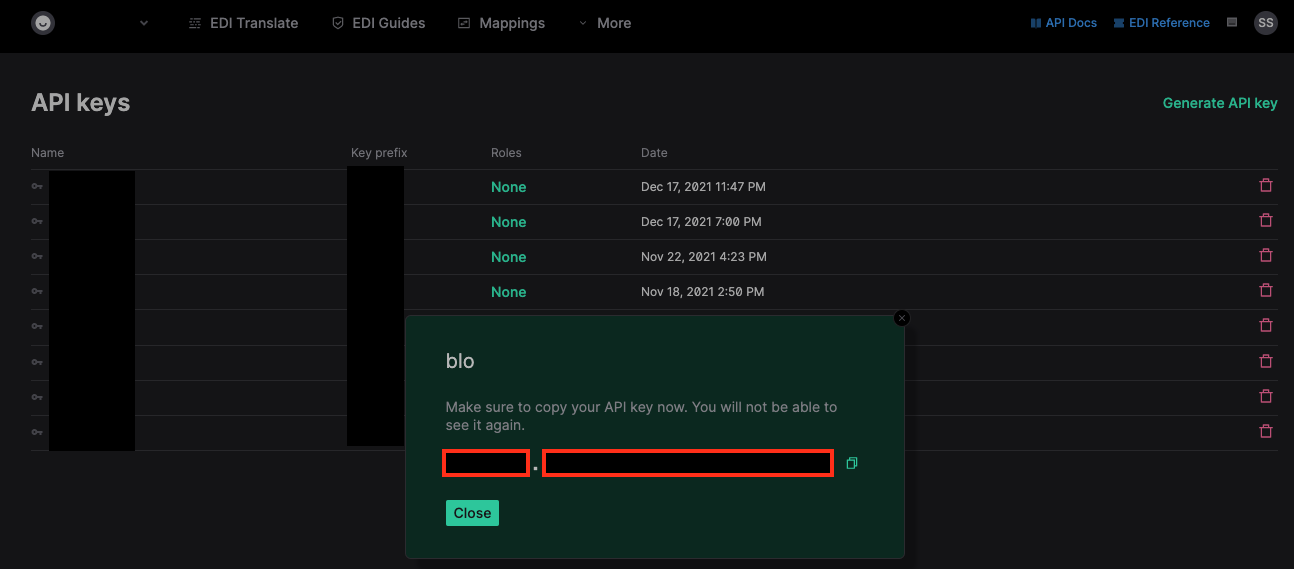 EDI Translate EDI Guides Mappings More API Docs EDI Reference SS
API keys Generate API key
Name Key prefix Roles Date
None Dec 17, 2021 11:47 PM
None Dec 17, 2021 7:00 PM
None Nov 22, 2021 4:23 PM
None Nov 18, 2021 2:50 PM
blo
Make sure to copy your API key now. You will not be able to
see it again.
.
Close